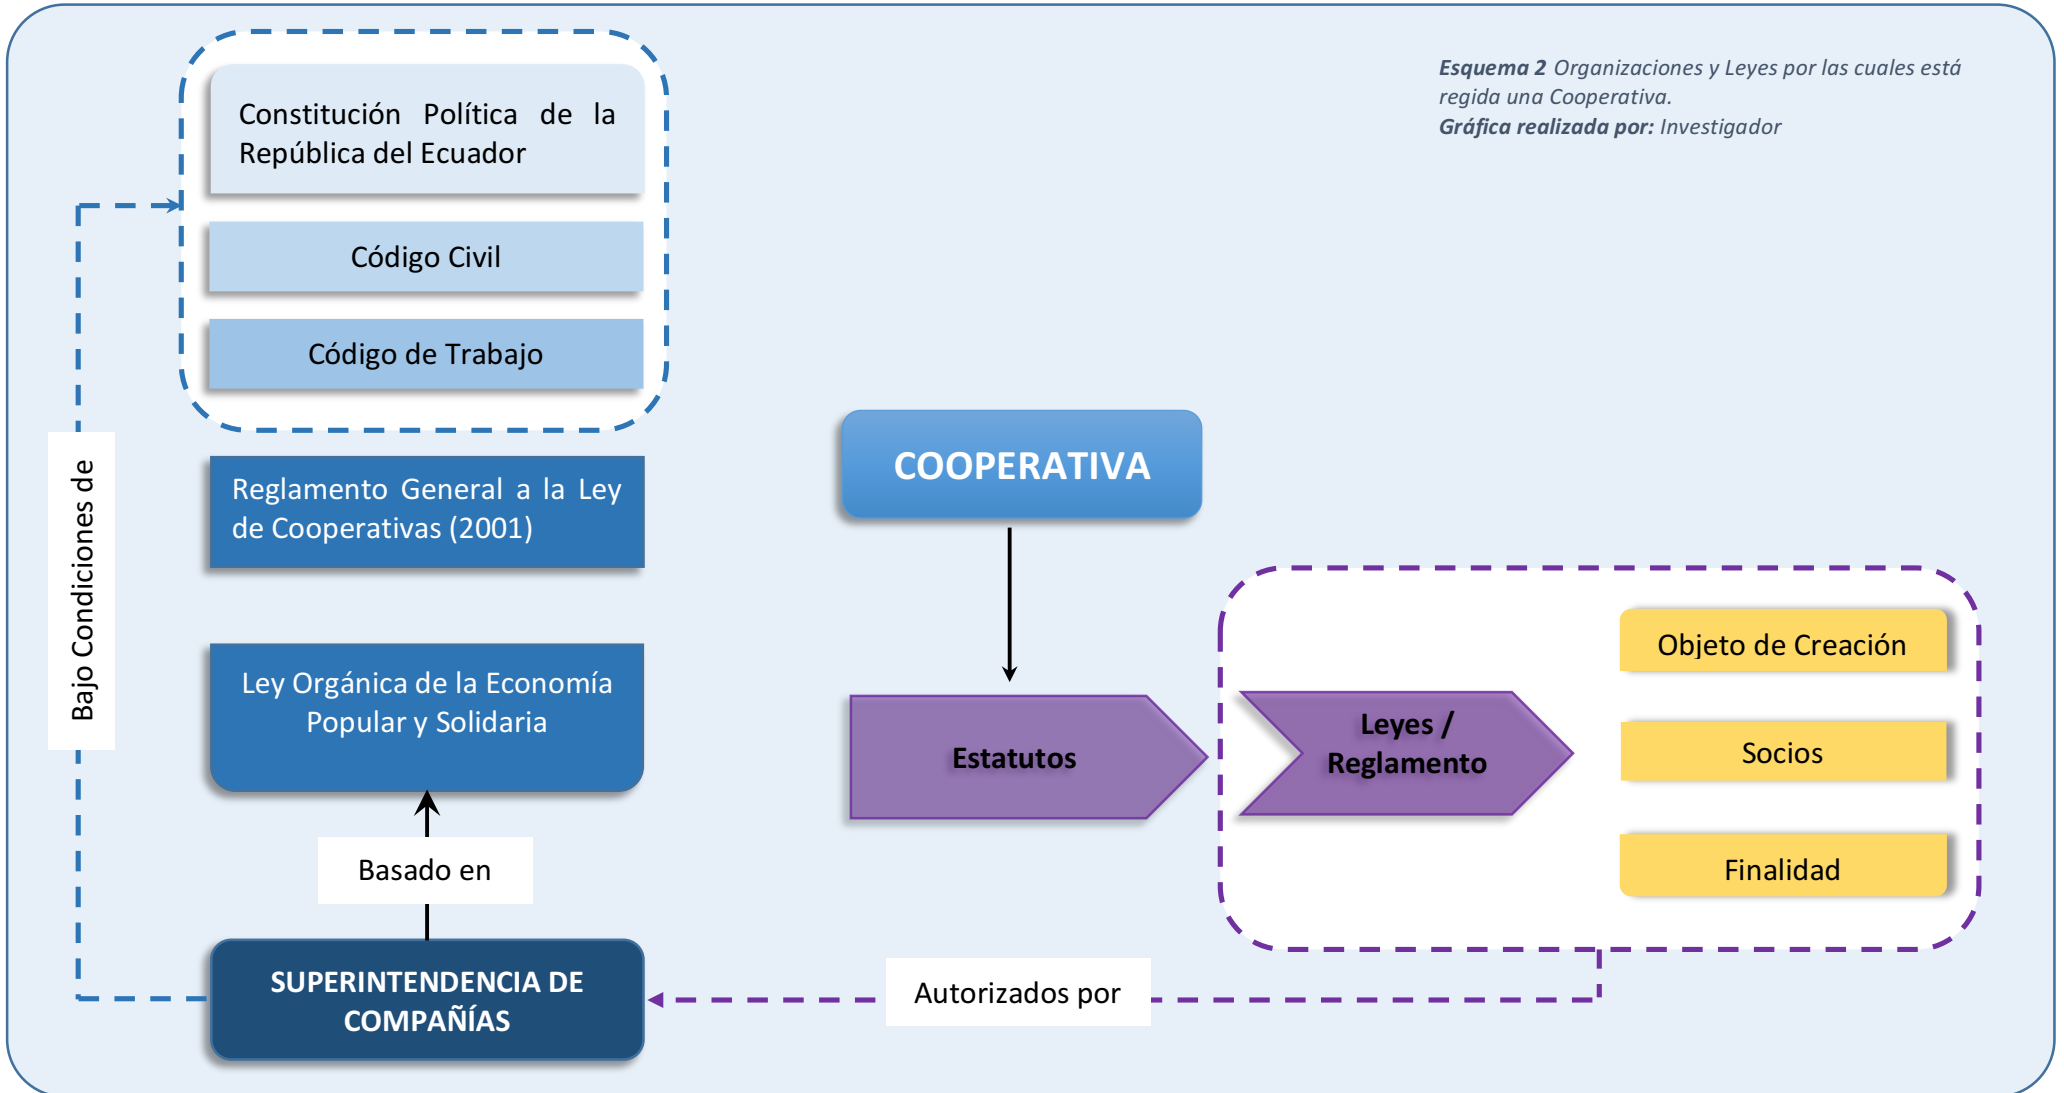 Esquema 2 Organizaciones y Leyes por las cuales está
regida una Cooperativa.
Gráfica realizada por: Investigador
Constitución Política de la
República del Ecuador
Código Civil
Código de Trabajo
Reglamento General a la Ley
de Cooperativas (2001)
Ley Orgánica de la Economía
Popular y Solidaria
Bajo Condiciones de
Basado en
SUPERINTENDENCIA DE
COMPAÑÍAS
COOPERATIVA
Estatutos
Leyes /
Reglamento
Objeto de Creación
Socios
Finalidad
Autorizados por